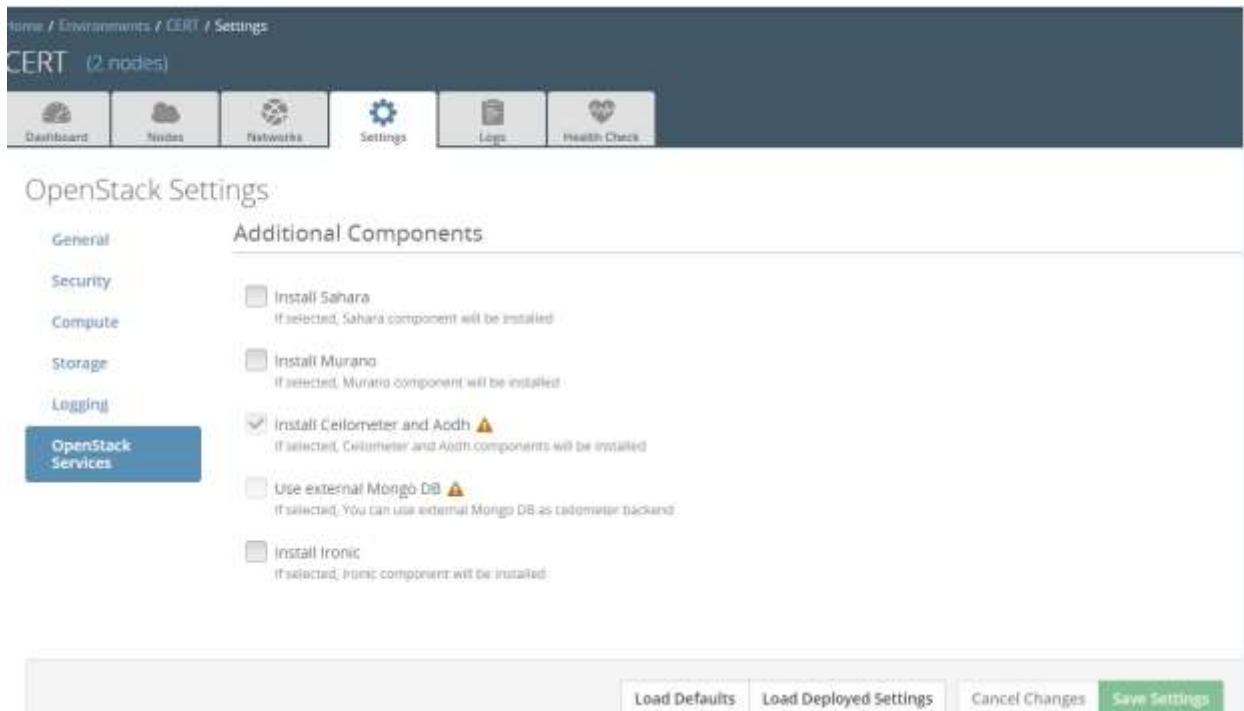 Home / Environments / CERT / Settings
CERT (2 nodes)
Dashboard
Nodes
Networks
Settings
Logs
Health Check
OpenStack Settings
General
Security
Compute
Storage
Logging
OpenStack
Services
Additional Components
Install Sahara
If selected, Sahara component will be installed
Install Murano
If selected, Murano component will be installed
Install Ceilometer and Aodh
If selected, Ceilometer and Aodh components will be installed
Use external Mongo DB
If selected, You can use external Mongo DB as ceilometer backend
Install Ironic
If selected, Ironic component will be installed
Load Defaults
Load Deployed Settings
Cancel Changes
Save Settings